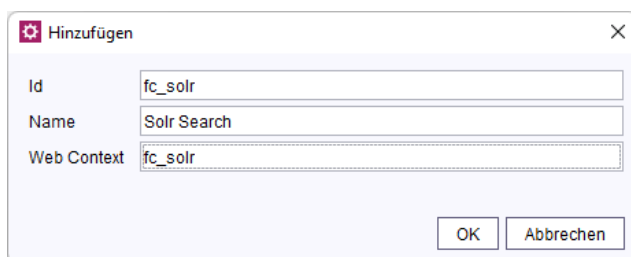 Hinzufügen
Id fc_solr
Name Solr Search
Web Context fc_solr
OK Abbrechen